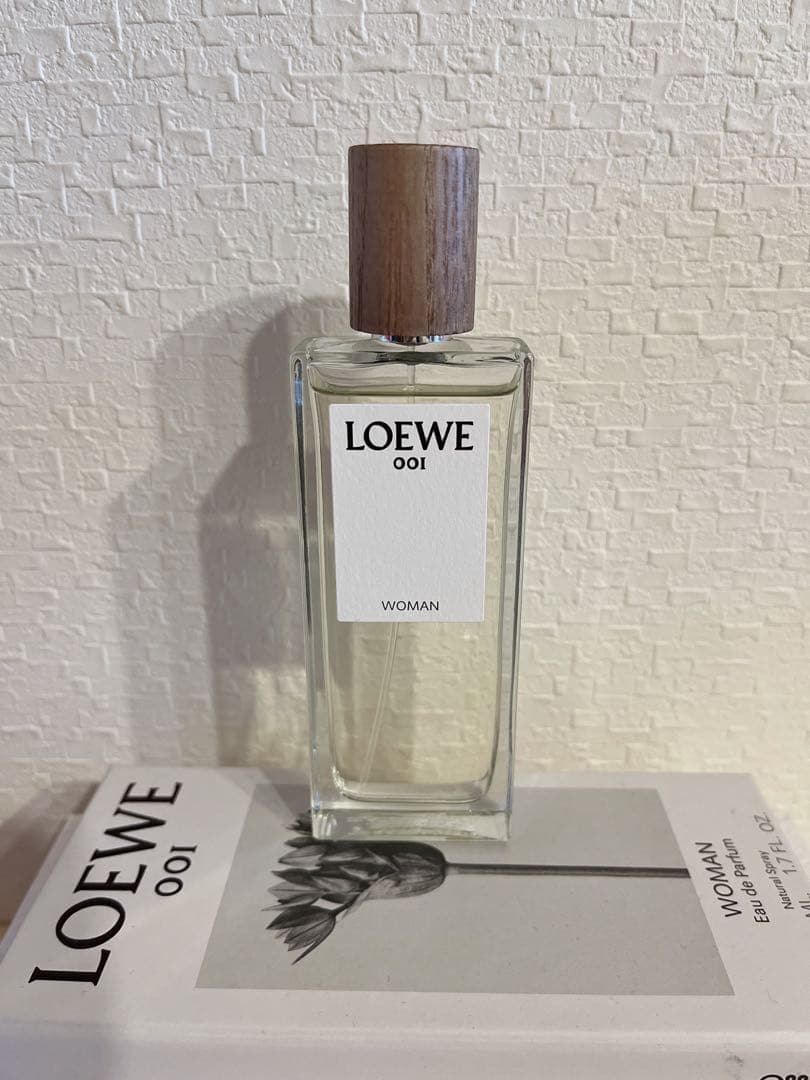 LOEWE
001
WOMAN
LOEWE
001
WOMAN
Eau de Parfum
Natural Spray
1.7 FL. OZ.